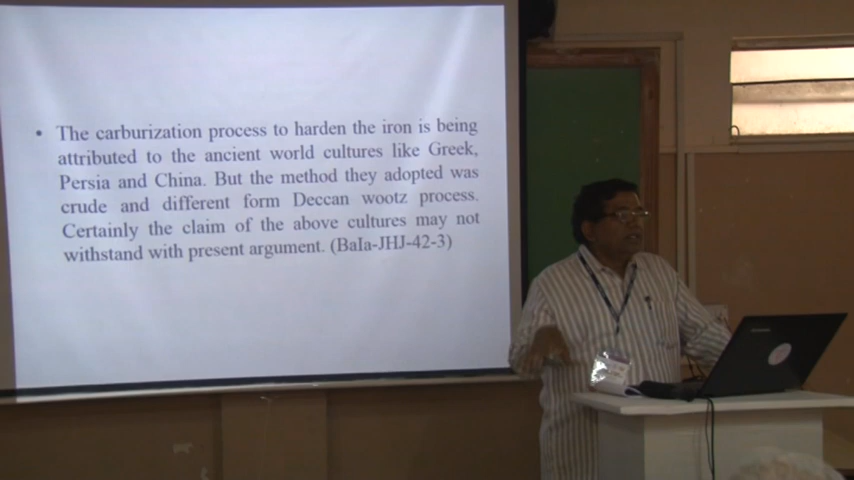 • The carburization process to harden the iron is being
attributed to the ancient world cultures like Greek,
Persia and China. But the method they adopted was
crude and different form Deccan wootz process.
Certainly the claim of the above cultures may not
withstand with present argument. (BaIa-JHJ-42-3)